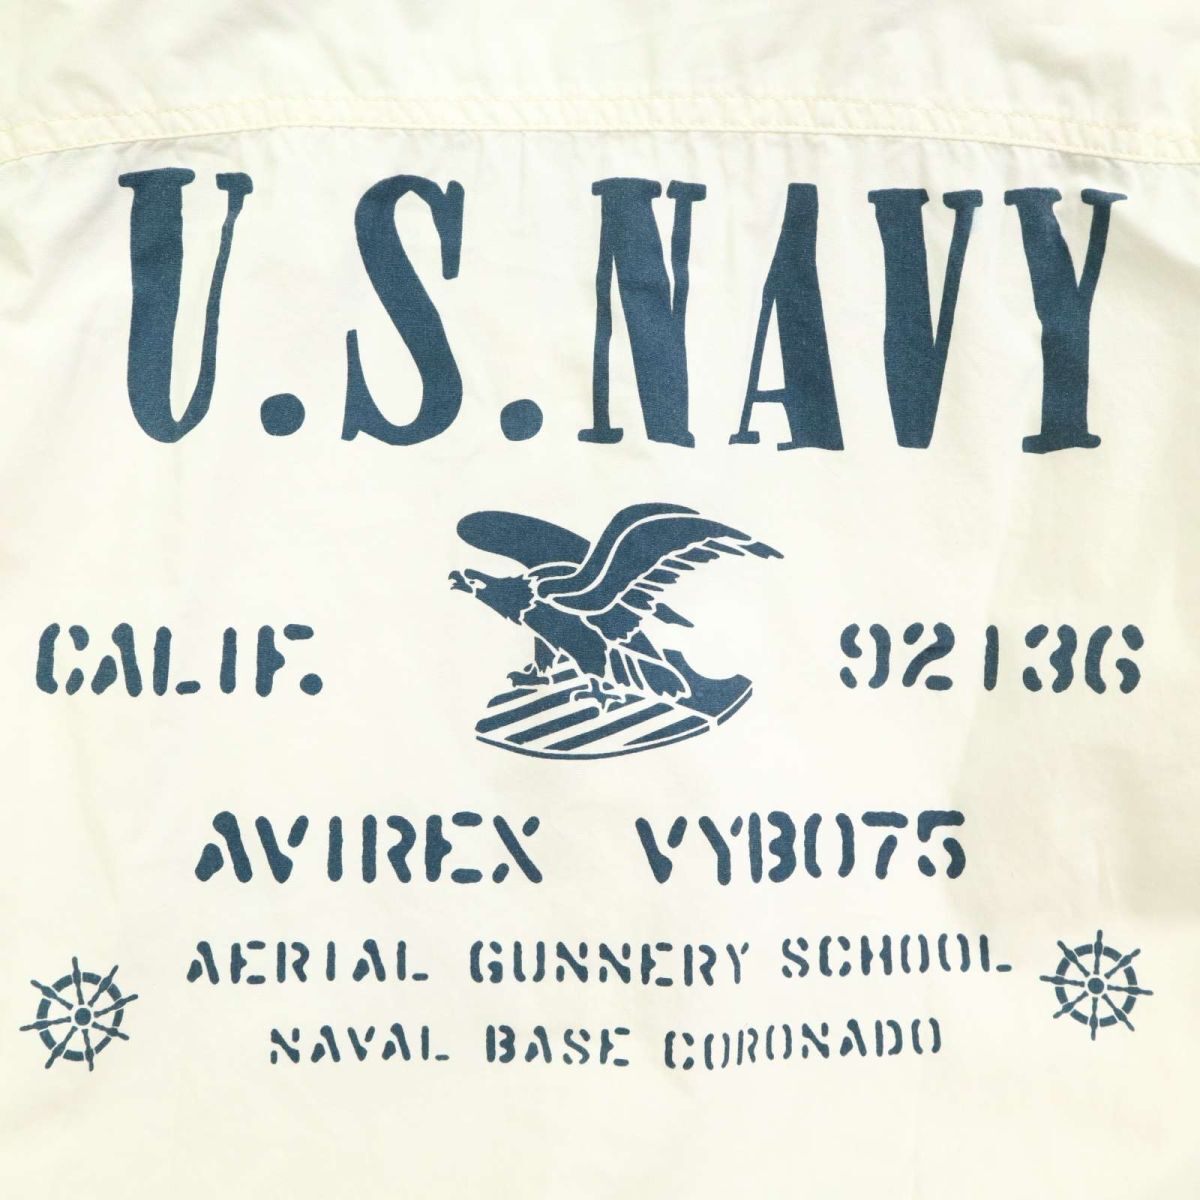 U.S.NAVY
CALIF. 92136
AVIREX VYB075
AERIAL GUNNERY SCHOOL
NAVAL BASE CORONADO